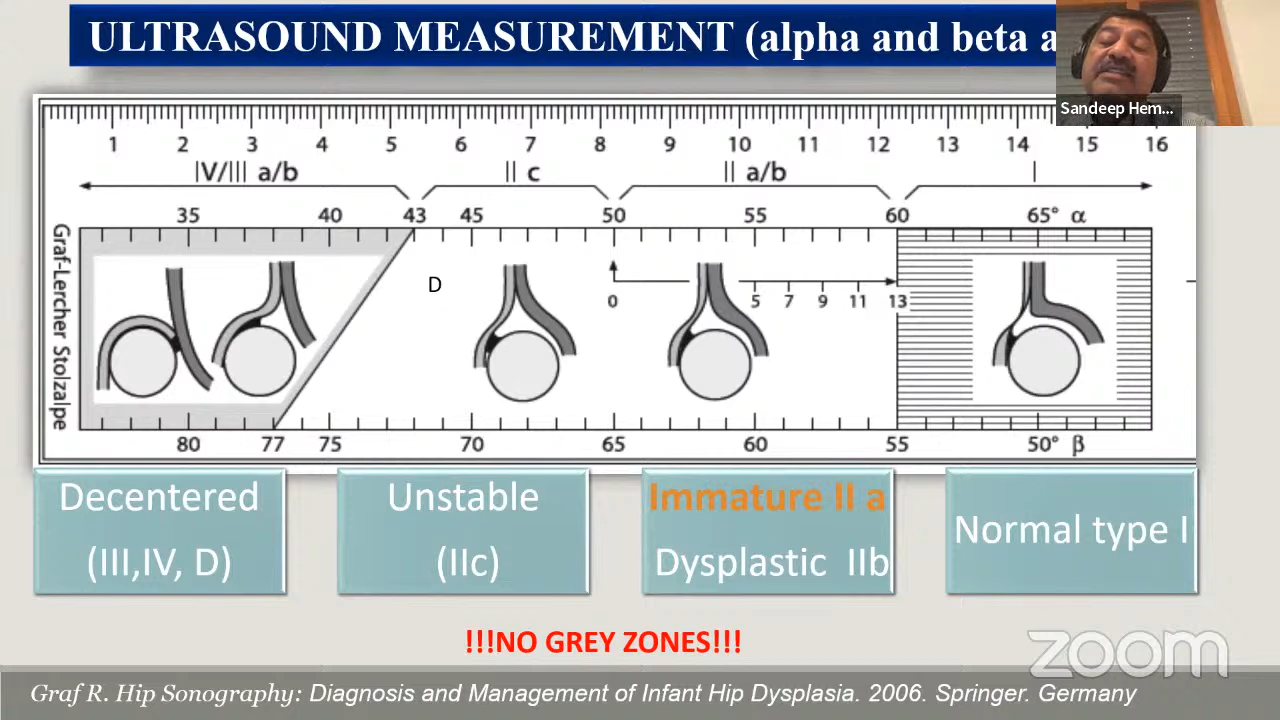 ULTRASOUND MEASUREMENT (alpha and beta a
Sandeep Hem...
1 2 3 4 5 6 7 8 9 10 11 12 13 14 15 16
IV/III a/b II c II a/b I
35 40 43 45 50 55 60 65° α
Graf-Lercher Stolzalpe
D
0 5 7 9 11 13
80 77 75 70 65 60 55 50° β
Decentered
(III,IV, D)
Unstable
(IIc)
Immature II a
Dysplastic IIb
Normal type I
!!!NO GREY ZONES!!!
zoom
Graf R. Hip Sonography: Diagnosis and Management of Infant Hip Dysplasia. 2006. Springer. Germany